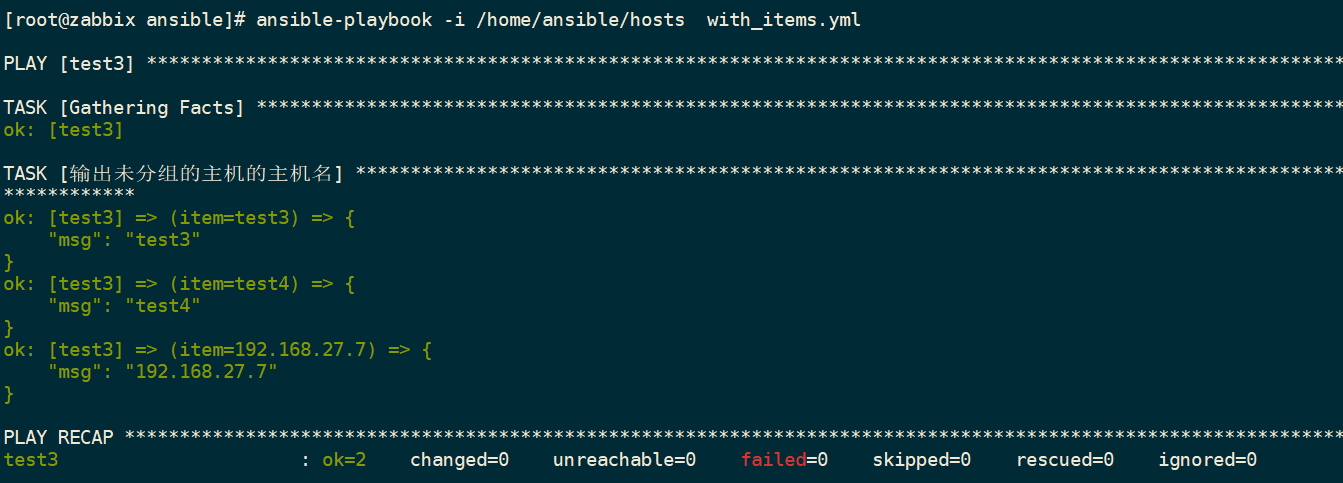 [root@zabbix ansible]# ansible-playbook -i /home/ansible/hosts  with_items.yml
PLAY [test3] *************************************************************************************************************
TASK [Gathering Facts] ***************************************************************************************************
ok: [test3]
TASK [输出未分组的主机的主机名] ******************************************************************************************
************
ok: [test3] => (item=test3) => {
    "msg": "test3"
}
ok: [test3] => (item=test4) => {
    "msg": "test4"
}
ok: [test3] => (item=192.168.27.7) => {
    "msg": "192.168.27.7"
}
PLAY RECAP ***************************************************************************************************************
test3                      : ok=2    changed=0    unreachable=0    failed=0    skipped=0    rescued=0    ignored=0